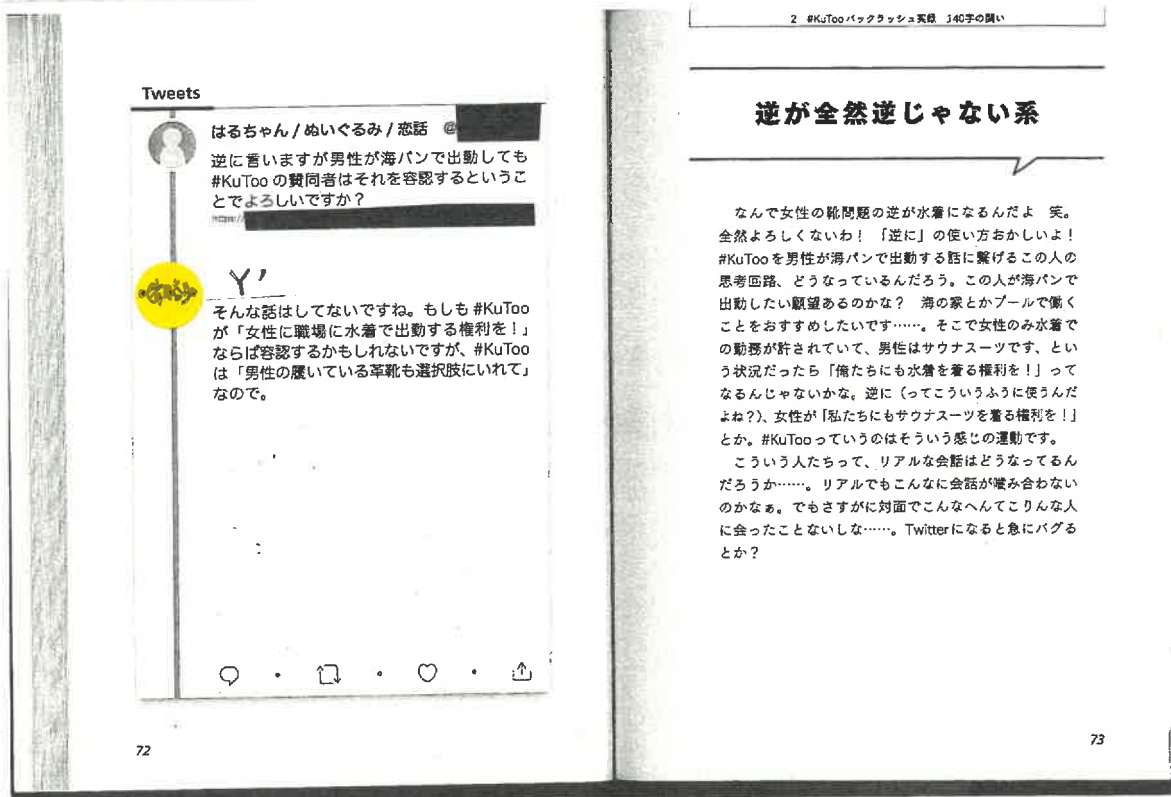 Tweets
はるちゃん / ぬいぐるみ / 恋話 @
逆に言いますが男性が海パンで出勤しても
#KuToo の賛同者はそれを容認するというこ
とでよろしいですか？
Y'
そんな話はしてないですね。もしも #KuToo
が「女性に職場に水着で出勤する権利を！」
ならば容認するかもしれないですが、#KuToo
は「男性の履いている革靴も選択肢にいれて」
なので。
72
2 #KuTooバックラッシュ実録 140字の闘い
逆が全然逆じゃない系
なんで女性の靴問題の逆が水着になるんだよ 笑。
全然よろしくないわ！ 「逆に」の使い方おかしいよ！
#KuTooを男性が海パンで出勤する話に繋げるこの人の
思考回路、どうなっているんだろう。この人が海パンで
出勤したい願望あるのかな？ 海の家とかプールで働く
ことをおすすめしたいです……。そこで女性のみ水着で
の勤務が許されていて、男性はサウナスーツです、とい
う状況だったら「俺たちにも水着を着る権利を！」って
なるんじゃないかな。逆に（ってこういうふうに使うんだ
よね？）、女性が「私たちにもサウナスーツを着る権利を！」
とか。#KuTooっていうのはそういう感じの運動です。
こういう人たちって、リアルな会話はどうなってるん
だろうか……。リアルでもこんなに会話が噛み合わない
のかなぁ。でもさすがに対面でこんなへんてこりんな人
に会ったことないしな……。Twitterになると急にバグる
とか？
73